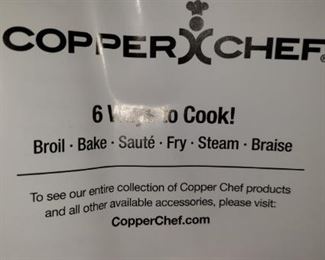 COPPER CHEF®
6 Ways to Cook!
Broil · Bake · Sauté · Fry · Steam · Braise
To see our entire collection of Copper Chef products
and all other available accessories, please visit:
CopperChef.com